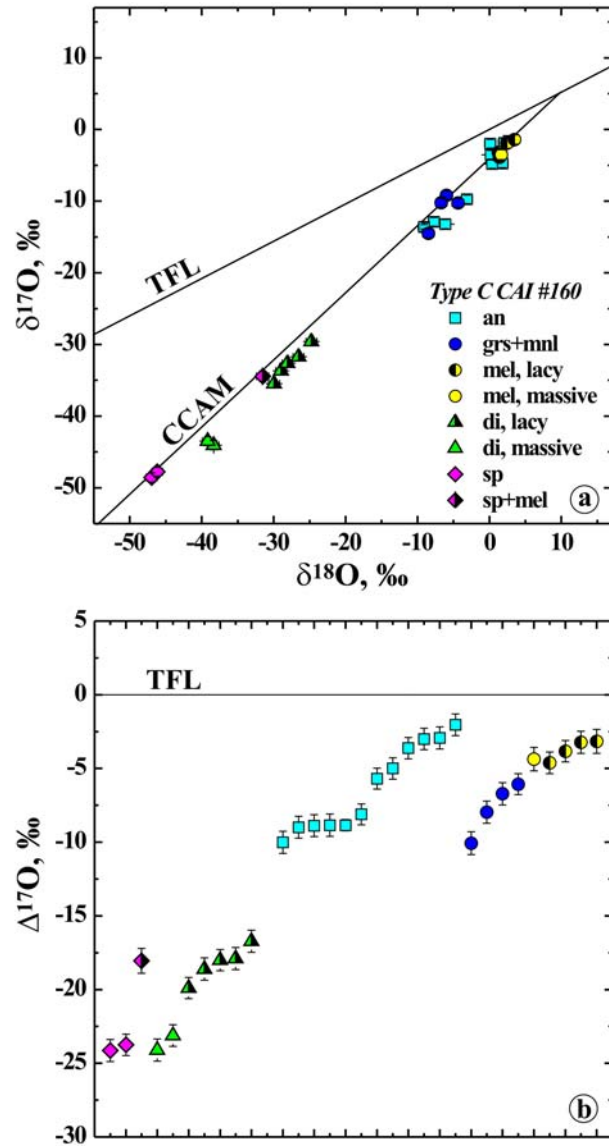 10
0
-10
-20
-30
-40
-50
δ17O, ‰
TFL
CCAM
Type C CAI #160
an
grs+mnl
mel, lacy
mel, massive
di, lacy
di, massive
sp
sp+mel
a
-50 -40 -30 -20 -10 0 10
δ18O, ‰
5
0
-5
-10
-15
-20
-25
-30
Δ17O, ‰
TFL
b